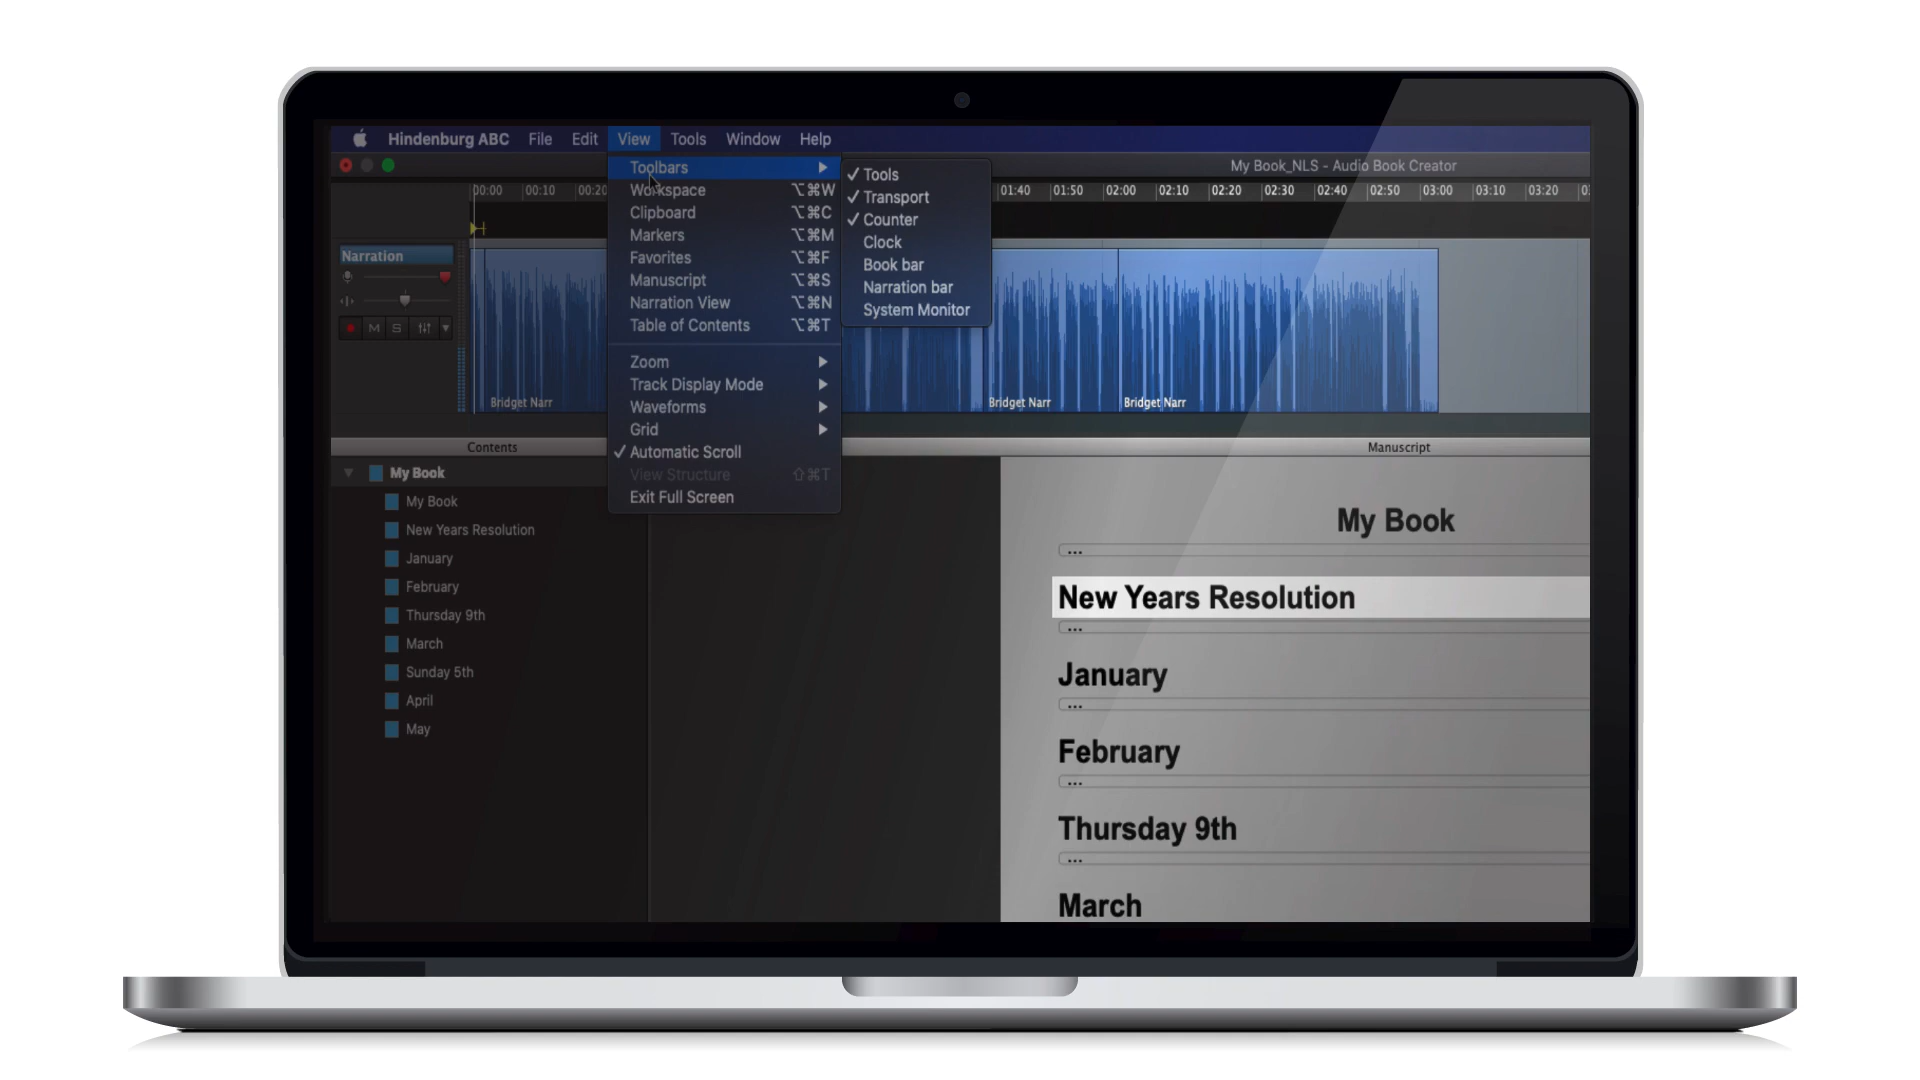 Hindenburg ABC File Edit View Tools Window Help
My Book_NLS - Audio Book Creator
00:00 00:10 00:20 01:40 01:50 02:00 02:10 02:20 02:30 02:40 02:50 03:00 03:10 03:20
Toolbars
Workspace ⌥⌘W
Clipboard ⌥⌘C
Markers ⌥⌘M
Favorites ⌥⌘F
Manuscript ⌥⌘S
Narration View ⌥⌘N
Table of Contents ⌥⌘T
Zoom
Track Display Mode
Waveforms
Grid
✓ Automatic Scroll
View Structure ⇧⌘T
Exit Full Screen
✓ Tools
✓ Transport
✓ Counter
Clock
Book bar
Narration bar
System Monitor
Narration
M S
Bridget Narr
Bridget Narr
Bridget Narr
Contents
My Book
My Book
New Years Resolution
January
February
Thursday 9th
March
Sunday 5th
April
May
Manuscript
My Book
...
New Years Resolution
...
January
...
February
...
Thursday 9th
...
March